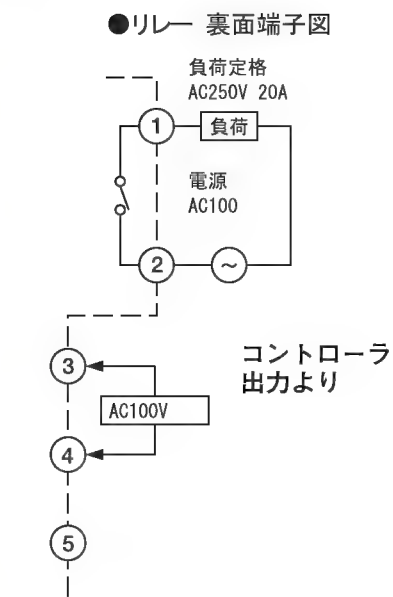 ●リレー 裏面端子図
負荷定格
AC250V 20A
1
負荷
電源
AC100
2
～
3
コントローラ
出力より
AC100V
4
5